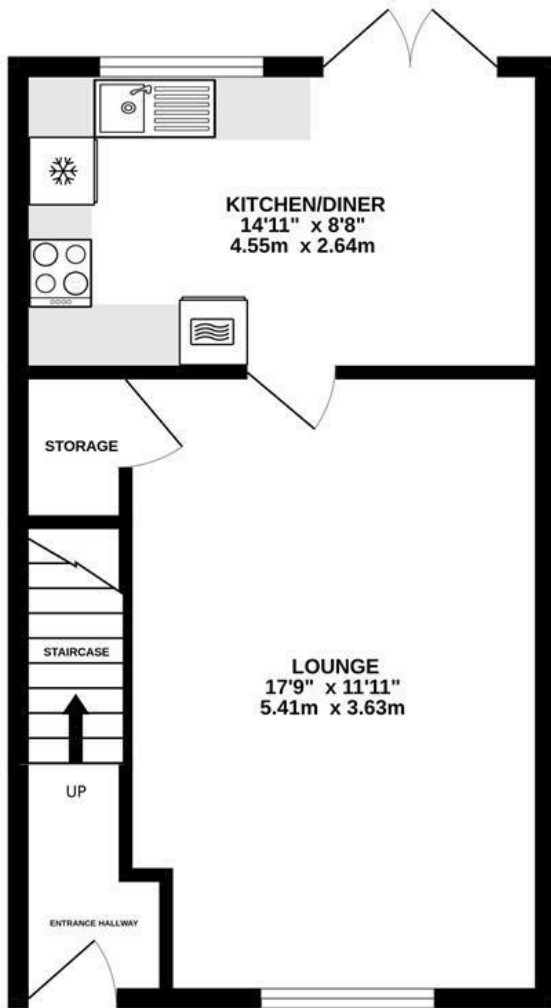 KITCHEN/DINER
14'11" x 8'8"
4.55m x 2.64m
STORAGE
STAIRCASE
LOUNGE
17'9" x 11'11"
5.41m x 3.63m
UP
ENTRANCE HALLWAY